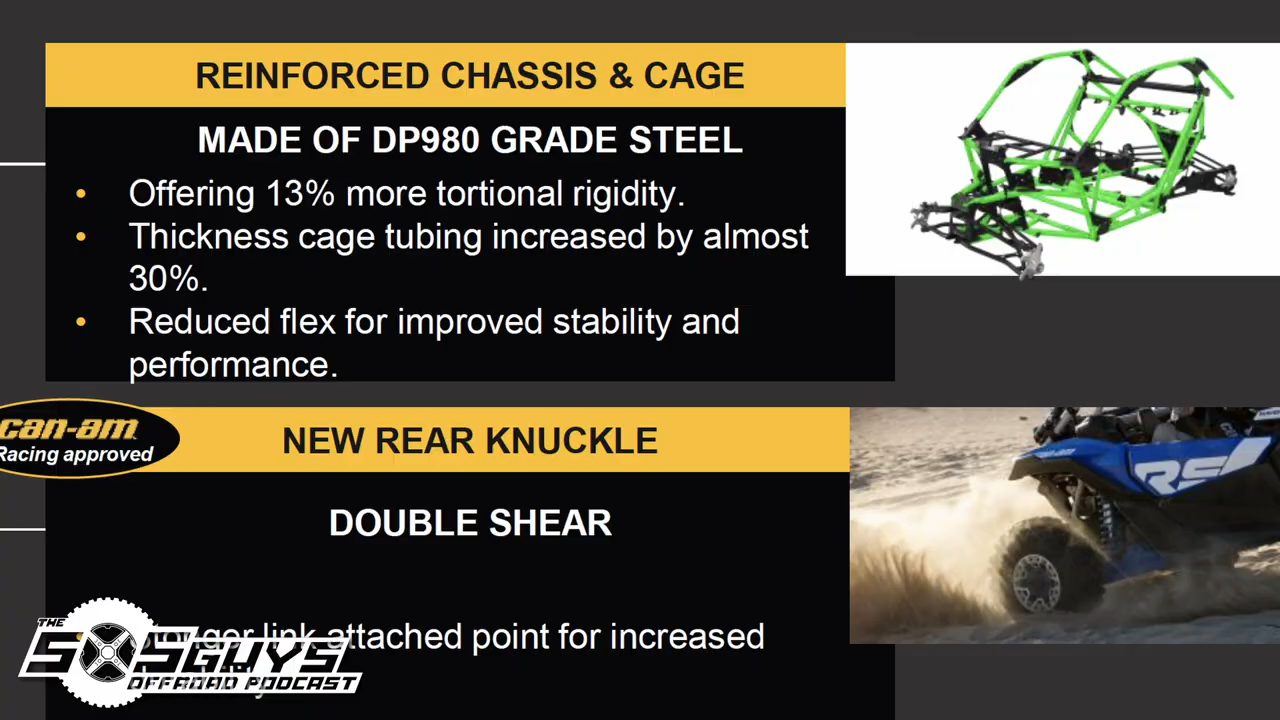 REINFORCED CHASSIS & CAGE
MADE OF DP980 GRADE STEEL
• Offering 13% more tortional rigidity.
• Thickness cage tubing increased by almost
30%.
• Reduced flex for improved stability and
performance.
can-am
Racing approved
NEW REAR KNUCKLE
DOUBLE SHEAR
link attached point for increased
RS
THE
SXSGUYS
OFFROAD PODCAST